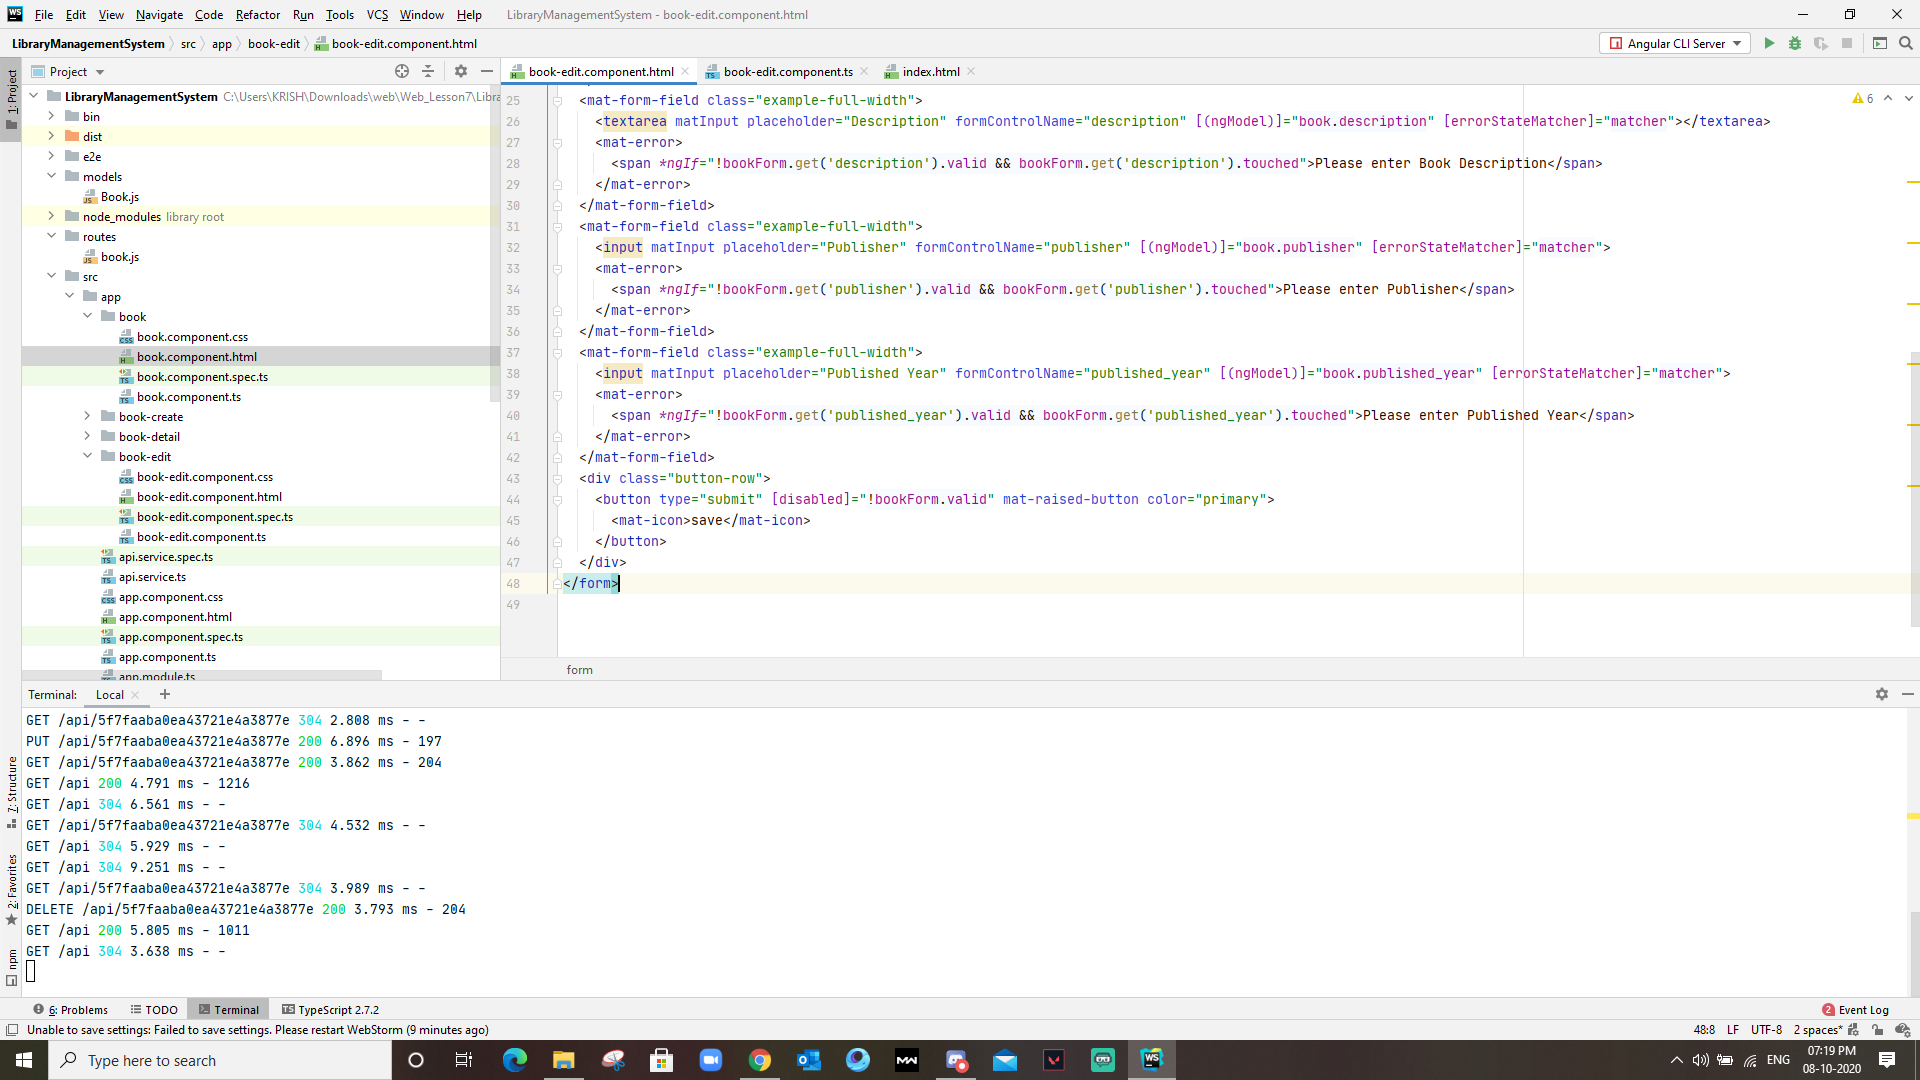 WS File Edit View Navigate Code Refactor Run Tools VCS Window Help LibraryManagementSystem - book-edit.component.html
LibraryManagementSystem src app book-edit book-edit.component.html Angular CLI Server
1: Project
Project
LibraryManagementSystem C:\Users\KRISH\Downloads\web\Web_Lesson7\Libra
bin
dist
e2e
models
Book.js
node_modules library root
routes
book.js
src
app
book
book.component.css
book.component.html
book.component.spec.ts
book.component.ts
book-create
book-detail
book-edit
book-edit.component.css
book-edit.component.html
book-edit.component.spec.ts
book-edit.component.ts
api.service.spec.ts
api.service.ts
app.component.css
app.component.html
app.component.spec.ts
app.component.ts
app.module.ts
book-edit.component.html book-edit.component.ts index.html
6
25 <mat-form-field class="example-full-width">
26 <textarea matInput placeholder="Description" formControlName="description" [(ngModel)]="book.description" [errorStateMatcher]="matcher"></textarea>
27 <mat-error>
28 <span *ngIf="!bookForm.get('description').valid && bookForm.get('description').touched">Please enter Book Description</span>
29 </mat-error>
30 </mat-form-field>
31 <mat-form-field class="example-full-width">
32 <input matInput placeholder="Publisher" formControlName="publisher" [(ngModel)]="book.publisher" [errorStateMatcher]="matcher">
33 <mat-error>
34 <span *ngIf="!bookForm.get('publisher').valid && bookForm.get('publisher').touched">Please enter Publisher</span>
35 </mat-error>
36 </mat-form-field>
37 <mat-form-field class="example-full-width">
38 <input matInput placeholder="Published Year" formControlName="published_year" [(ngModel)]="book.published_year" [errorStateMatcher]="matcher">
39 <mat-error>
40 <span *ngIf="!bookForm.get('published_year').valid && bookForm.get('published_year').touched">Please enter Published Year</span>
41 </mat-error>
42 </mat-form-field>
43 <div class="button-row">
44 <button type="submit" [disabled]="!bookForm.valid" mat-raised-button color="primary">
45 <mat-icon>save</mat-icon>
46 </button>
47 </div>
48 </form>
49
form
Terminal: Local
GET /api/5f7faaba0ea43721e4a3877e 304 2.808 ms - -
PUT /api/5f7faaba0ea43721e4a3877e 200 6.896 ms - 197
GET /api/5f7faaba0ea43721e4a3877e 200 3.862 ms - 204
GET /api 200 4.791 ms - 1216
GET /api 304 6.561 ms - -
GET /api/5f7faaba0ea43721e4a3877e 304 4.532 ms - -
GET /api 304 5.929 ms - -
GET /api 304 9.251 ms - -
GET /api/5f7faaba0ea43721e4a3877e 304 3.989 ms - -
DELETE /api/5f7faaba0ea43721e4a3877e 200 3.793 ms - 204
GET /api 200 5.805 ms - 1011
GET /api 304 3.638 ms - -
7: Structure
2: Favorites
npm
6: Problems TODO Terminal TypeScript 2.7.2 2 Event Log
Unable to save settings: Failed to save settings. Please restart WebStorm (9 minutes ago) 48:8 LF UTF-8 2 spaces*
Type here to search WS ENG 07:19 PM
08-10-2020